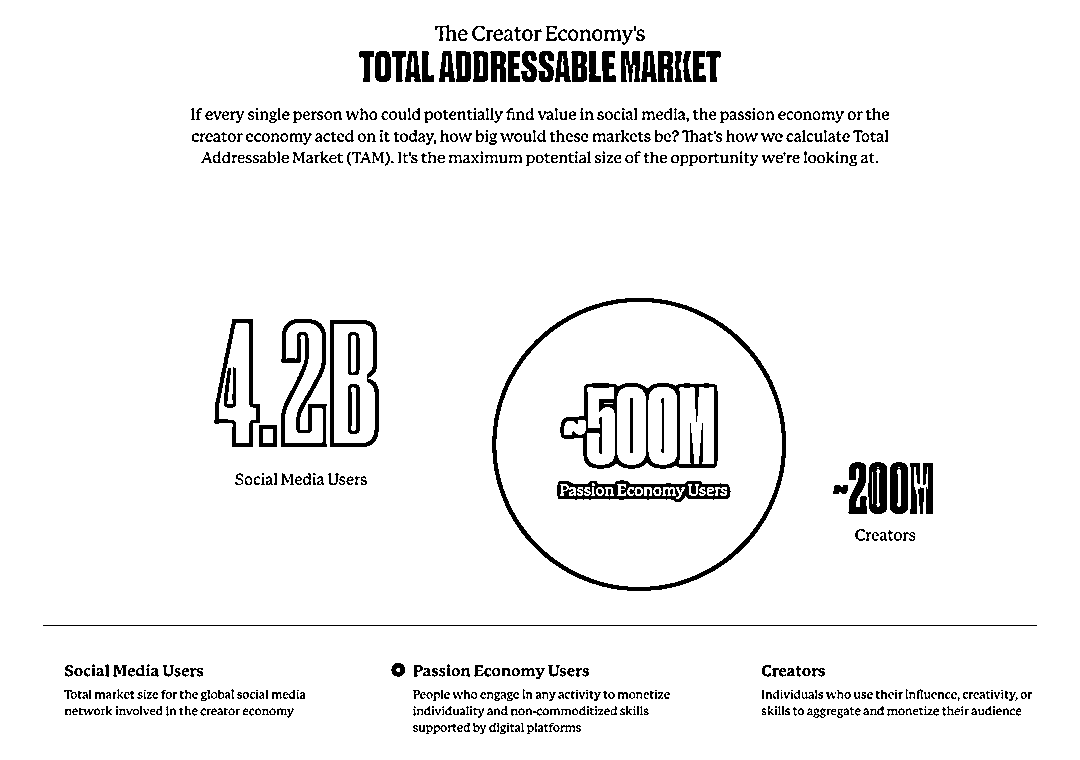 The Creator Economy's
TOTAL ADDRESSABLE MARKET
If every single person who could potentially find value in social media, the passion economy or the
creator economy acted on it today, how big would these markets be? That's how we calculate Total
Addressable Market (TAM). It's the maximum potential size of the opportunity we're looking at.
4.2B
Social Media Users
~500M
Passion Economy Users
~200M
Creators
Social Media Users
Total market size for the global social media
network involved in the creator economy
Passion Economy Users
People who engage in any activity to monetize
individuality and non-commoditized skills
supported by digital platforms
Creators
Individuals who use their influence, creativity, or
skills to aggregate and monetize their audience